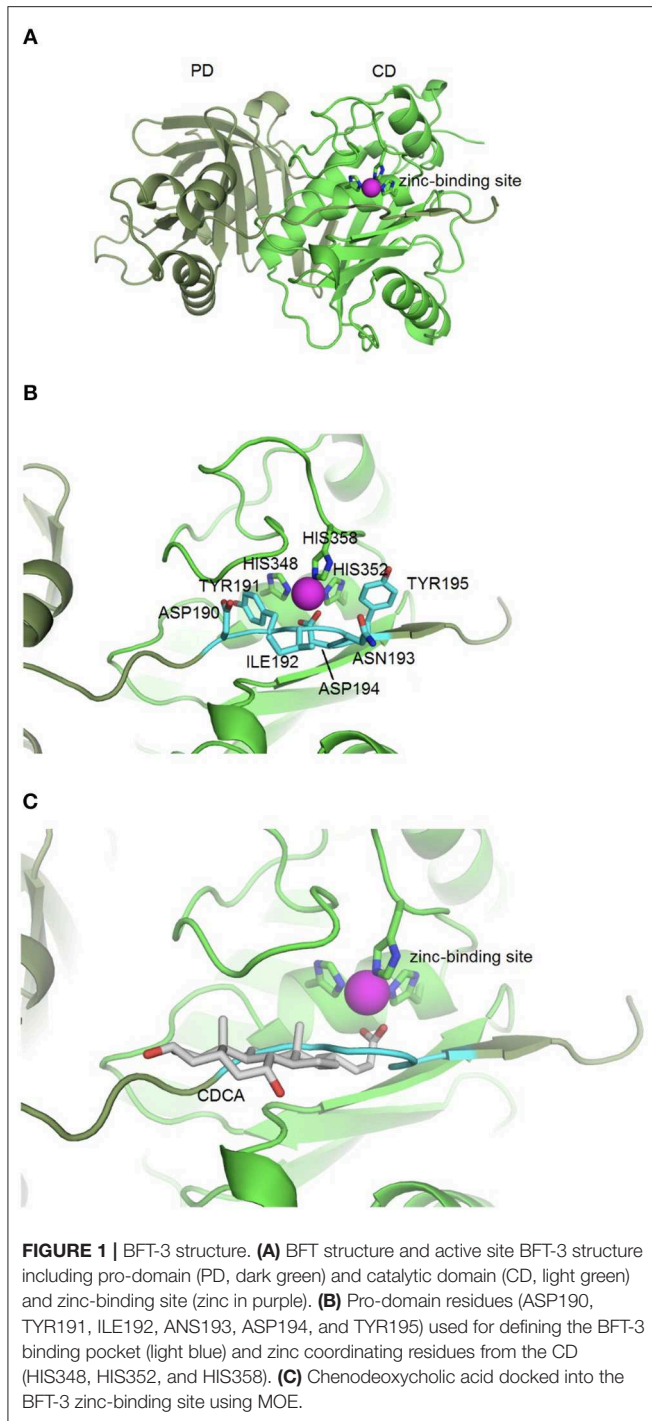 A
PD
CD
zinc-binding site
B
HIS358
HIS348
HIS352
TYR191
TYR195
ASP190
ILE192
ASN193
ASP194
C
zinc-binding site
CDCA
FIGURE 1 | BFT-3 structure. (A) BFT structure and active site BFT-3 structure
including pro-domain (PD, dark green) and catalytic domain (CD, light green)
and zinc-binding site (zinc in purple). (B) Pro-domain residues (ASP190,
TYR191, ILE192, ANS193, ASP194, and TYR195) used for defining the BFT-3
binding pocket (light blue) and zinc coordinating residues from the CD
(HIS348, HIS352, and HIS358). (C) Chenodeoxycholic acid docked into the
BFT-3 zinc-binding site using MOE.